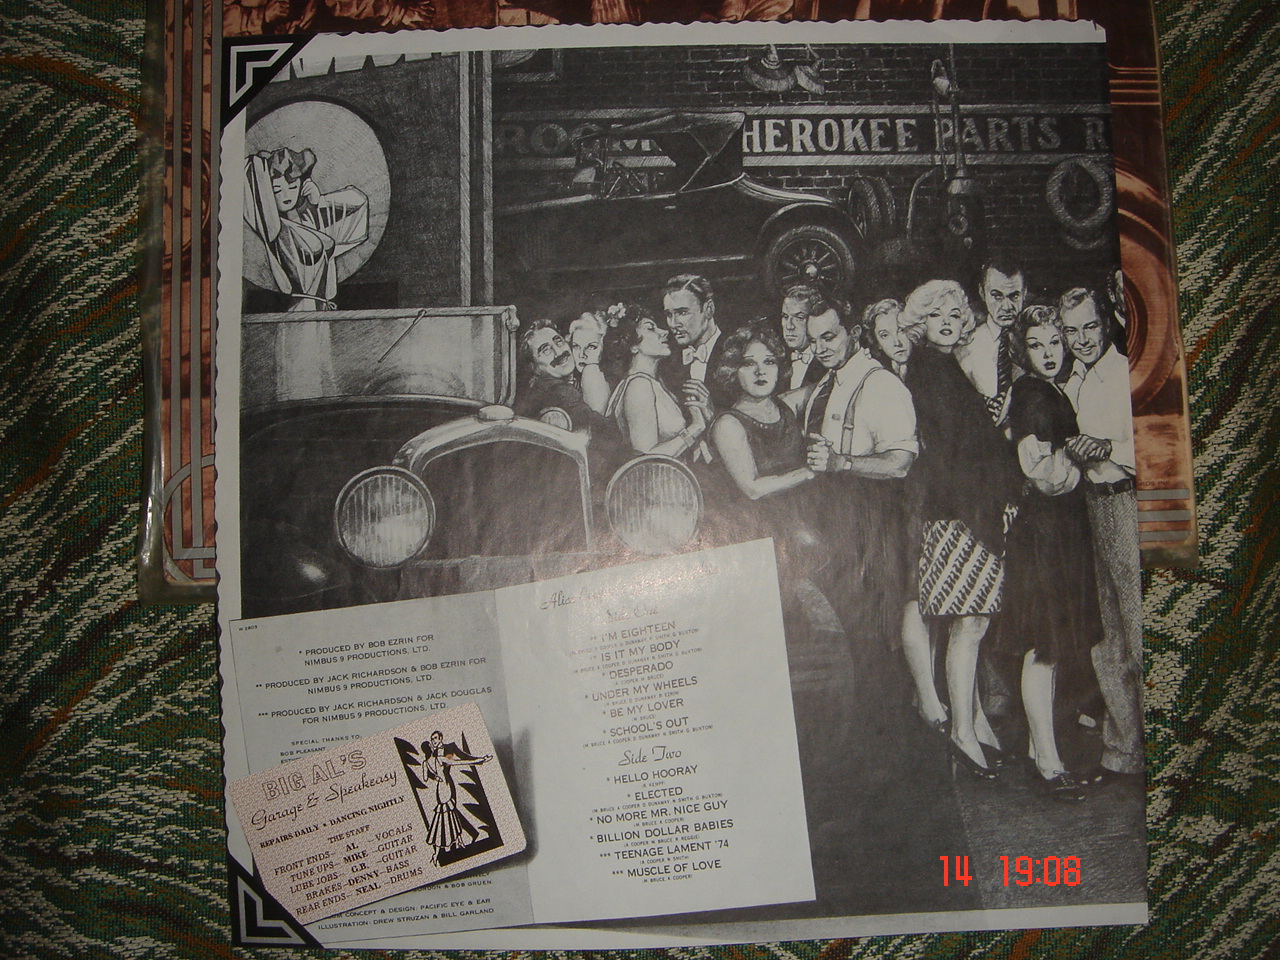 HEROKEE PARTS R
* PRODUCED BY BOB EZRIN FOR
NIMBUS 9 PRODUCTIONS, LTD.
** PRODUCED BY JACK RICHARDSON & BOB EZRIN FOR
NIMBUS 9 PRODUCTIONS, LTD.
*** PRODUCED BY JACK RICHARDSON & JACK DOUGLAS
FOR NIMBUS 9 PRODUCTIONS, LTD.
SPECIAL THANKS TO
BOB PLEASANT
BIG AL'S
Garage & Speakeasy
REPAIRS DAILY • DANCING NIGHTLY
THE STAFF
FRONT ENDS— AL —VOCALS
TUNE UPS— MIKE —GUITAR
LUBE JOBS— G.B. —GUITAR
BRAKES—DENNY—BASS
REAR ENDS— NEAL —DRUMS
& BOB GRUEN
CONCEPT & DESIGN: PACIFIC EYE & EAR
ILLUSTRATION: DREW STRUZAN & BILL GARLAND
Alice
Side One
** I'M EIGHTEEN
** IS IT MY BODY
* DESPERADO
* UNDER MY WHEELS
* BE MY LOVER
* SCHOOL'S OUT
Side Two
* HELLO HOORAY
* ELECTED
* NO MORE MR. NICE GUY
* BILLION DOLLAR BABIES
*** TEENAGE LAMENT '74
*** MUSCLE OF LOVE
14 19:08